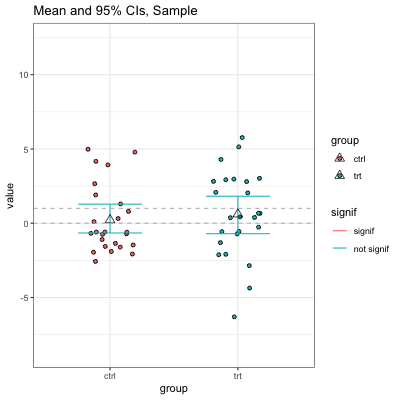 Mean and 95% CIs, Sample
value
10
5
0
-5
ctrl
trt
group
group
ctrl
trt
signif
signif
not signif